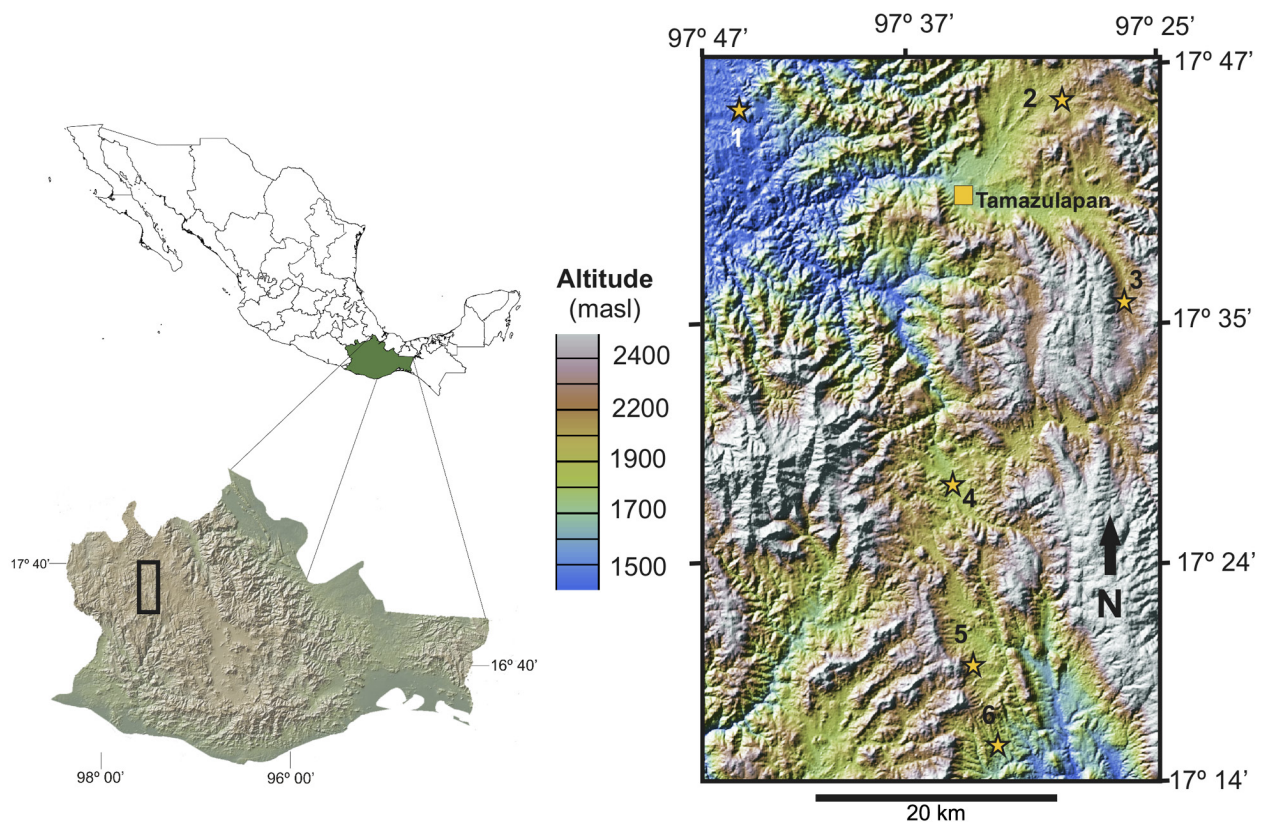 97º 47’
97º 37’
97º 25’
17º 47’
1
2
Tamazulapan
3
Altitude
(masl)
2400
2200
1900
1700
1500
17º 35’
4
17º 24’
N
5
6
17º 14’
20 km
17º 40’
16º 40’
98º 00’
96º 00’